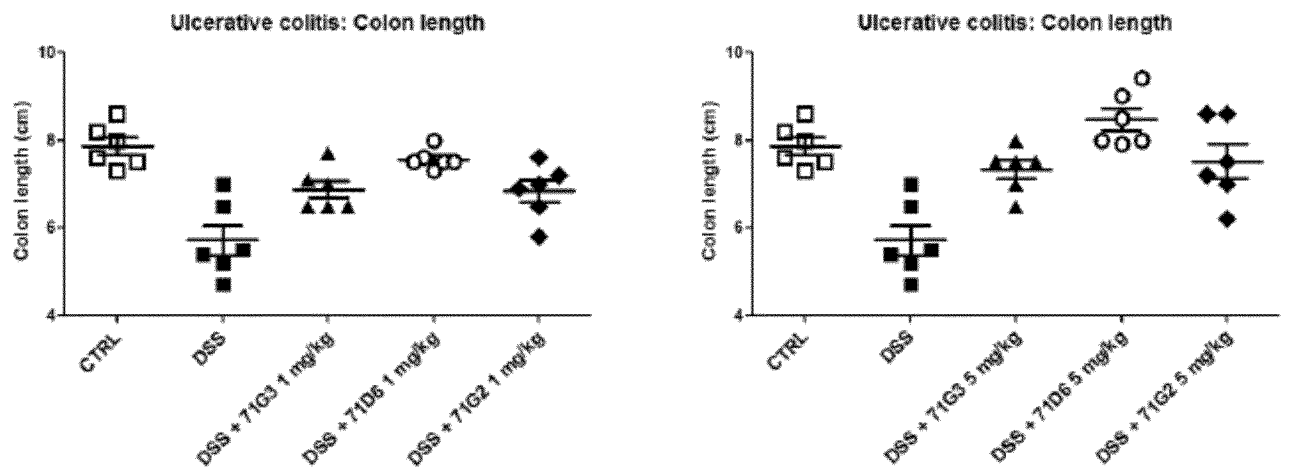 Ulcerative colitis: Colon length
Colon length (cm)
10
8
6
4
CTRL
DSS
DSS + 71G3 1 mg/kg
DSS + 71D6 1 mg/kg
DSS + 71G2 1 mg/kg
Ulcerative colitis: Colon length
Colon length (cm)
10
8
6
4
CTRL
DSS
DSS + 71G3 5 mg/kg
DSS + 71D6 5 mg/kg
DSS + 71G2 5 mg/kg